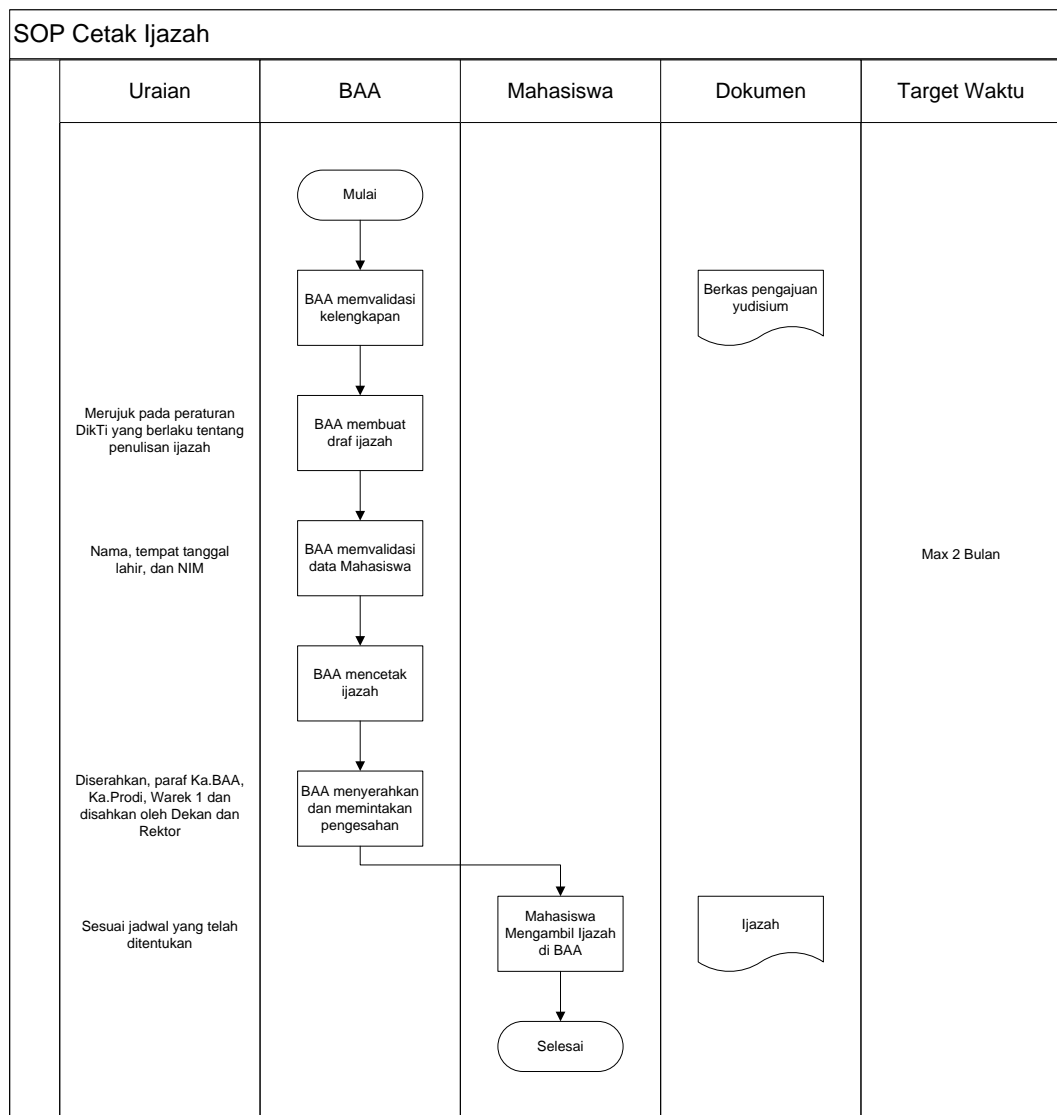 SOP Cetak Ijazah
Uraian
BAA
Mahasiswa
Dokumen
Target Waktu
Mulai
BAA memvalidasi
kelengkapan
Berkas pengajuan
yudisium
Merujuk pada peraturan
DikTi yang berlaku tentang
penulisan ijazah
BAA membuat
draf ijazah
Nama, tempat tanggal
lahir, dan NIM
BAA memvalidasi
data Mahasiswa
Max 2 Bulan
BAA mencetak
ijazah
Diserahkan, paraf Ka.BAA,
Ka.Prodi, Warek 1 dan
disahkan oleh Dekan dan
Rektor
BAA menyerahkan
dan memintakan
pengesahan
Sesuai jadwal yang telah
ditentukan
Mahasiswa
Mengambil Ijazah
di BAA
Ijazah
Selesai